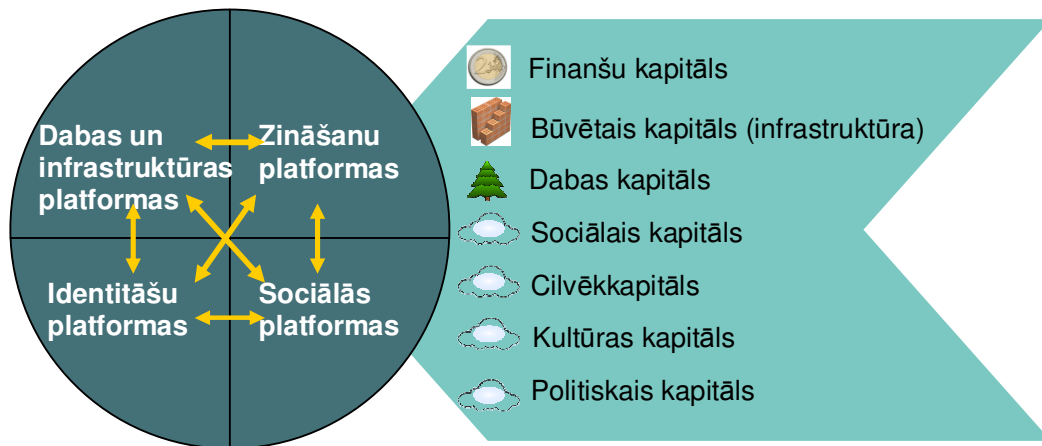 Dabas un
infrastruktūras
platformas
Zināšanu
platformas
Identitāšu
platformas
Sociālās
platformas
Finanšu kapitāls
Būvētais kapitāls (infrastruktūra)
Dabas kapitāls
Sociālais kapitāls
Cilvēkkapitāls
Kultūras kapitāls
Politiskais kapitāls